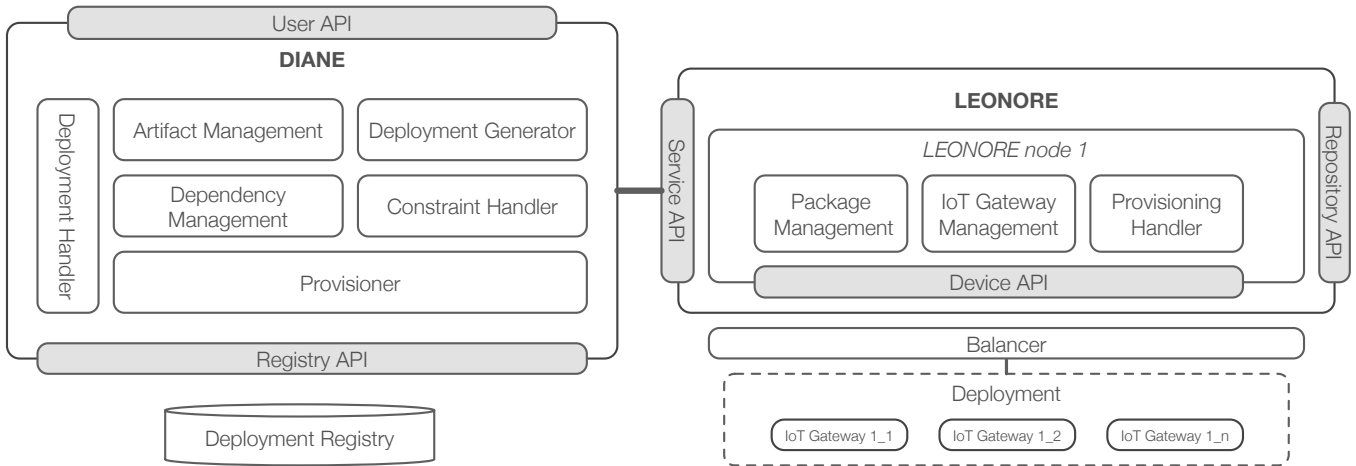 User API
DIANE
Deployment Handler
Artifact Management
Deployment Generator
Dependency
Management
Constraint Handler
Provisioner
Registry API
Deployment Registry
LEONORE
Service API
Repository API
LEONORE node 1
Package
Management
IoT Gateway
Management
Provisioning
Handler
Device API
Balancer
Deployment
IoT Gateway 1_1
IoT Gateway 1_2
IoT Gateway 1_n